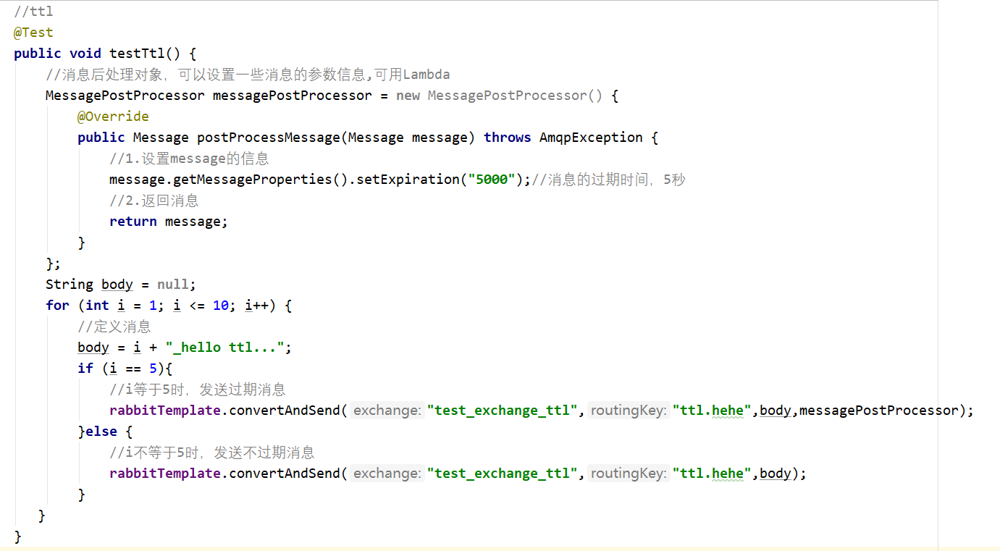 //ttl
@Test
public void testTtl() {
//消息后处理对象，可以设置一些消息的参数信息,可用Lambda
MessagePostProcessor messagePostProcessor = new MessagePostProcessor() {
@Override
public Message postProcessMessage(Message message) throws AmqpException {
//1.设置message的信息
message.getMessageProperties().setExpiration("5000");//消息的过期时间，5秒
//2.返回消息
return message;
}
};
String body = null;
for (int i = 1; i <= 10; i++) {
//定义消息
body = i + "_hello ttl...";
if (i == 5){
//i等于5时，发送过期消息
rabbitTemplate.convertAndSend( exchange: "test_exchange_ttl", routingKey: "ttl.hehe",body,messagePostProcessor);
}else {
//i不等于5时，发送不过期消息
rabbitTemplate.convertAndSend( exchange: "test_exchange_ttl", routingKey: "ttl.hehe",body);
}
}
}